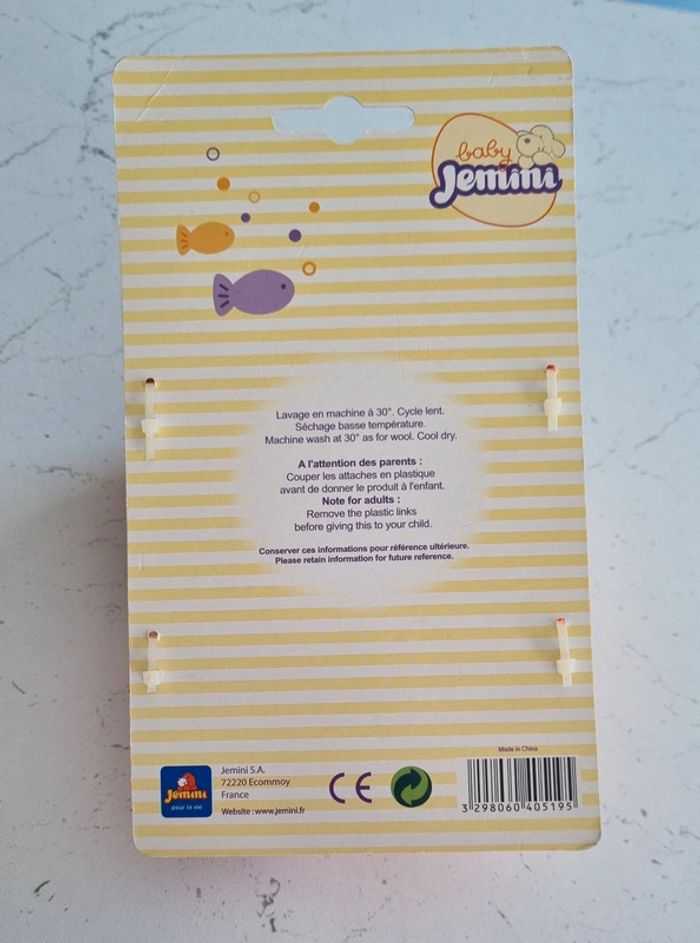 baby
Jemini
Lavage en machine à 30°. Cycle lent.
Séchage basse température.
Machine wash at 30° as for wool. Cool dry.
A l'attention des parents :
Couper les attaches en plastique
avant de donner le produit à l'enfant.
Note for adults :
Remove the plastic links
before giving this to your child.
Conserver ces informations pour référence ultérieure.
Please retain information for future reference.
Made in China
Jemini
pour la vie
Jemini S.A.
72220 Ecommoy
France
Website : www.jemini.fr
CE
3 298060 405195